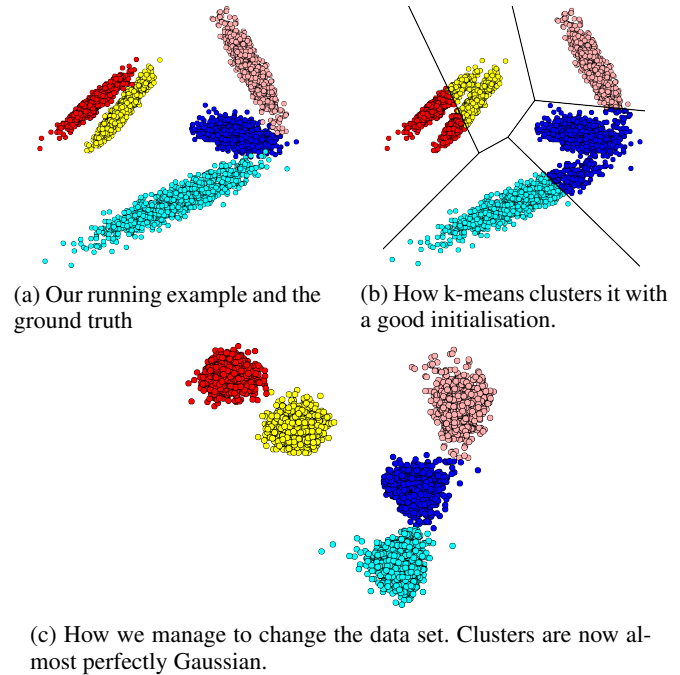 (a) Our running example and the
ground truth
(b) How k-means clusters it with
a good initialisation.
(c) How we manage to change the data set. Clusters are now al-
most perfectly Gaussian.